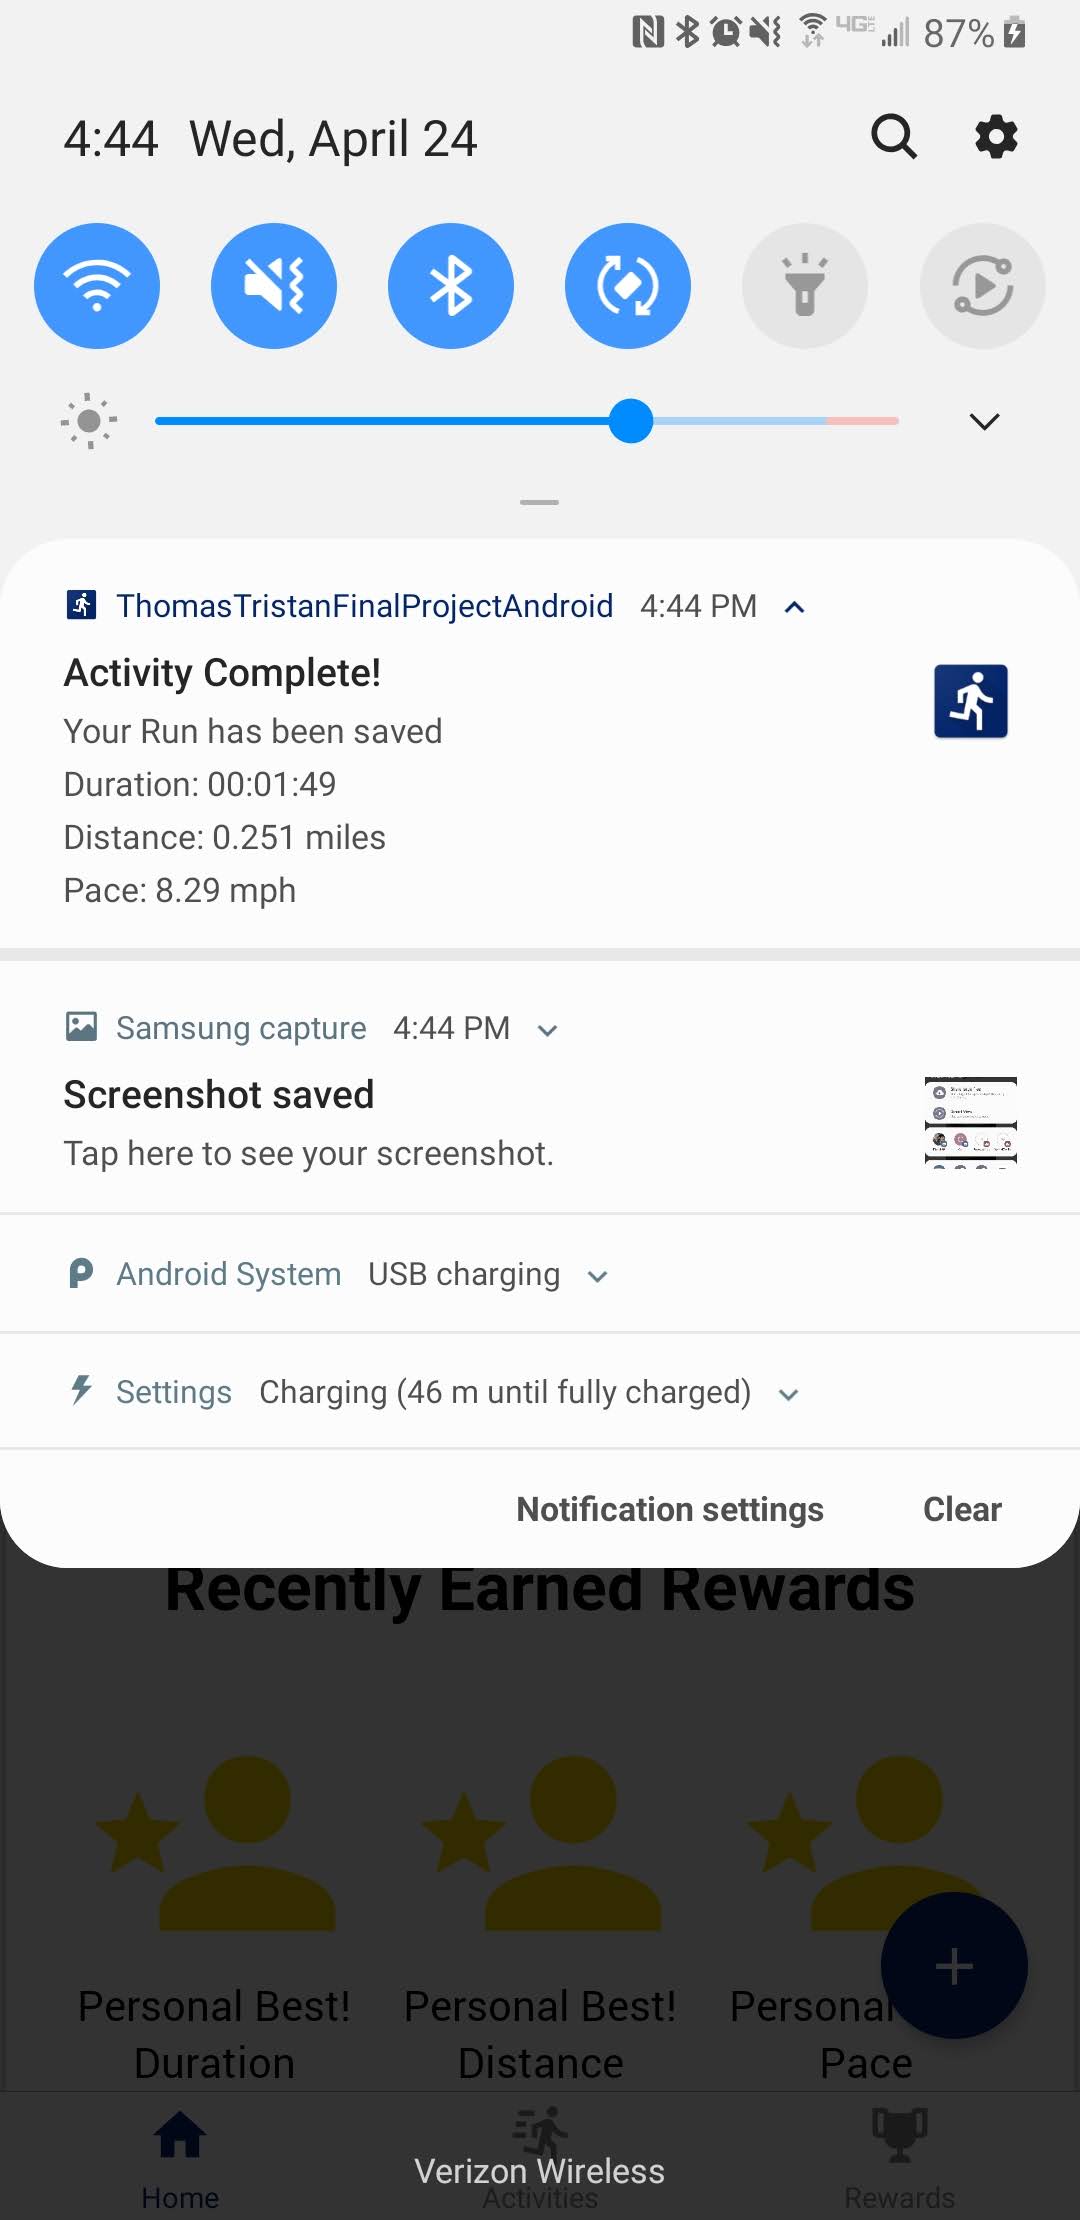 4G LTE 87%
4:44 Wed, April 24
ThomasTristanFinalProjectAndroid 4:44 PM
Activity Complete!
Your Run has been saved
Duration: 00:01:49
Distance: 0.251 miles
Pace: 8.29 mph
Samsung capture 4:44 PM
Screenshot saved
Tap here to see your screenshot.
Android System USB charging
Settings Charging (46 m until fully charged)
Notification settings Clear
Recently Earned Rewards
Personal Best! Personal Best! Personal
Duration Distance Pace
Verizon Wireless
Home Activities Rewards